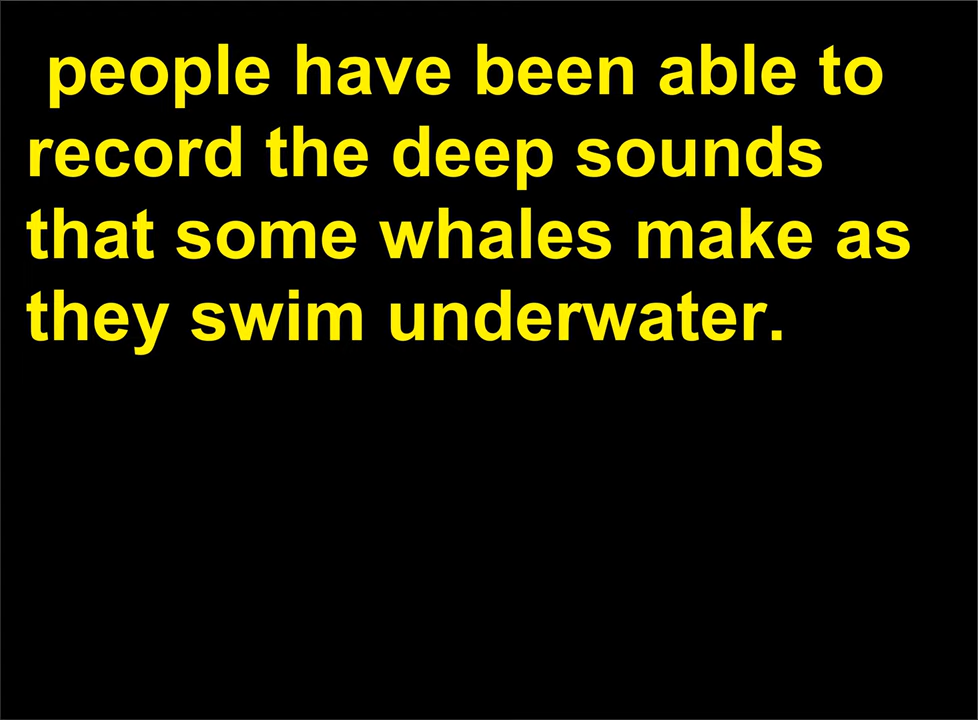 people have been able to
record the deep sounds
that some whales make as
they swim underwater.